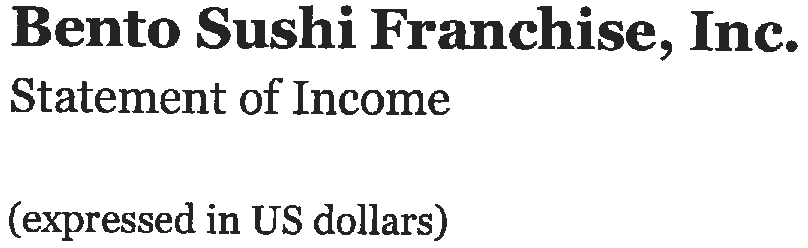 Bento Sushi Franchise, Inc.
Statement of Income
(expressed in US dollars)